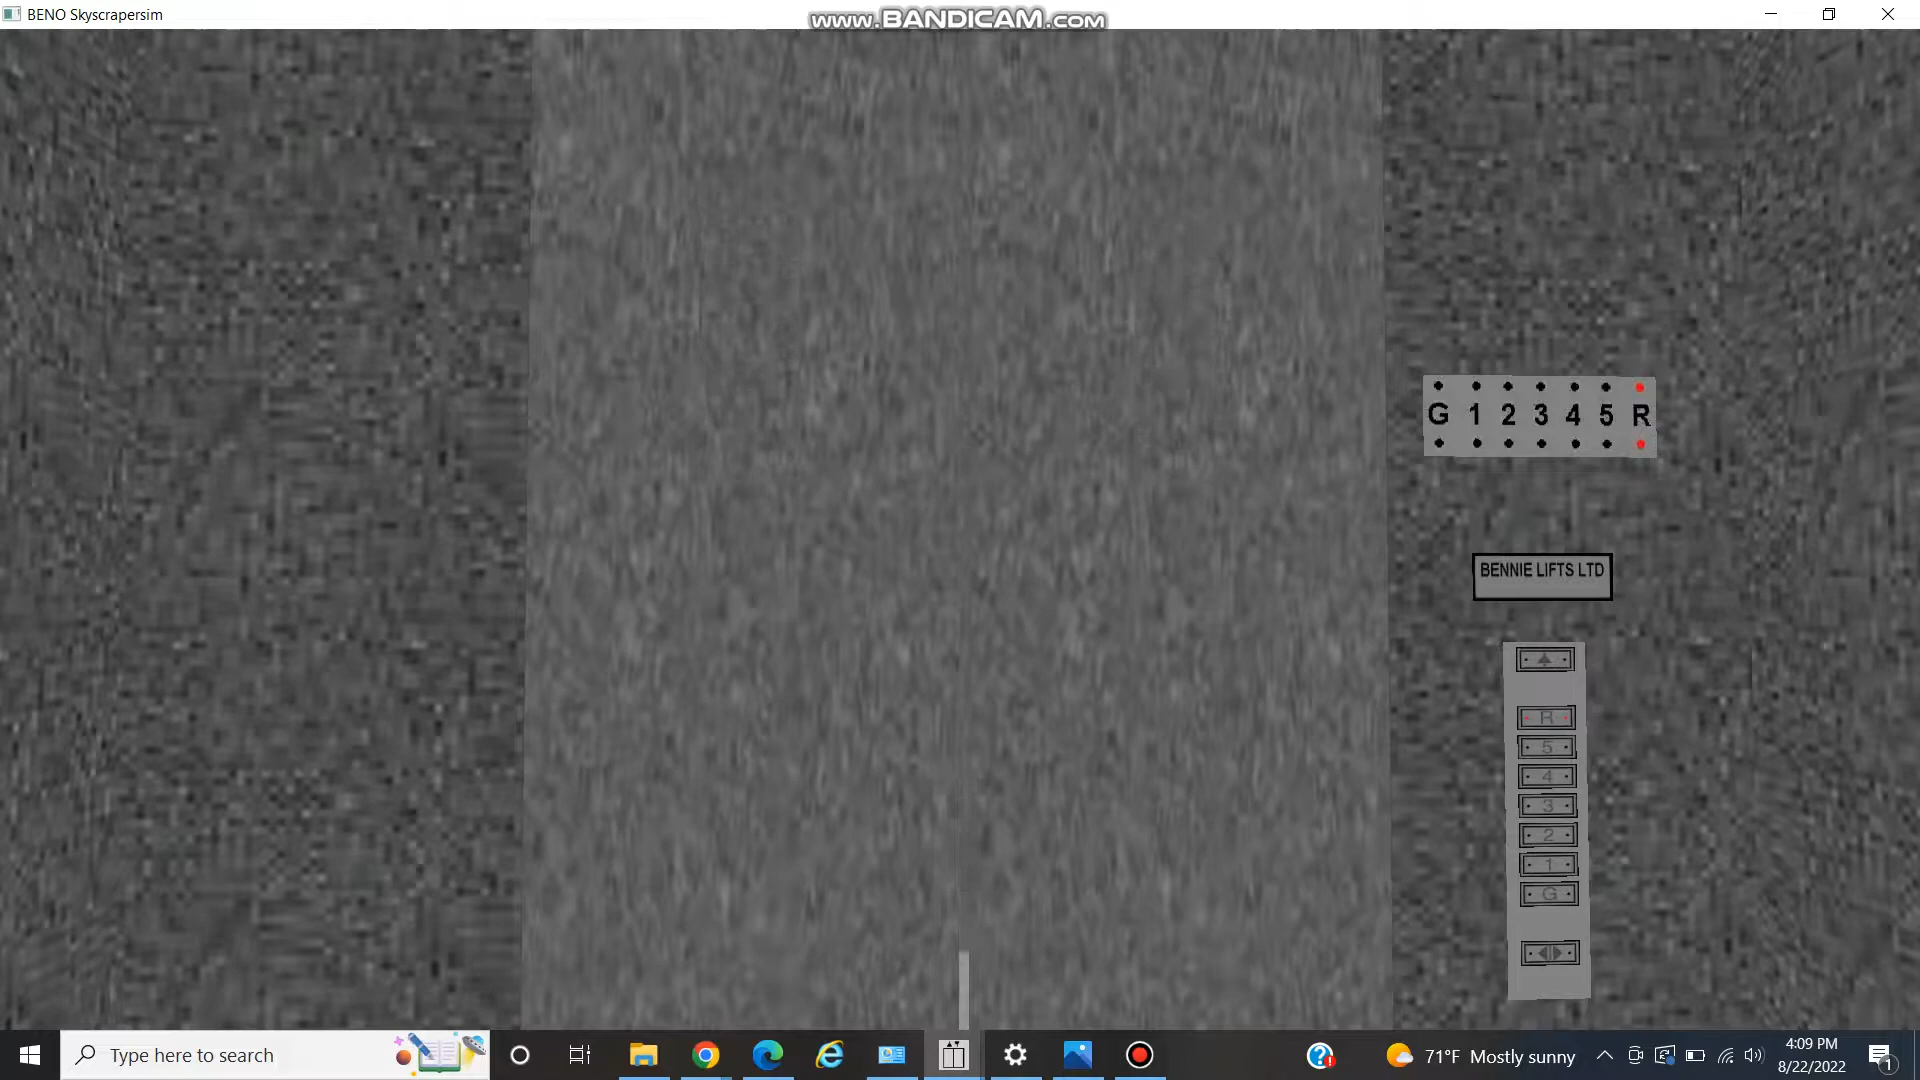 BENO Skyscrapersim
www.BANDICAM.com
G 1 2 3 4 5 R
BENNIE LIFTS LTD
R
5
4
3
2
1
G
Type here to search
71°F Mostly sunny
4:09 PM
8/22/2022
1